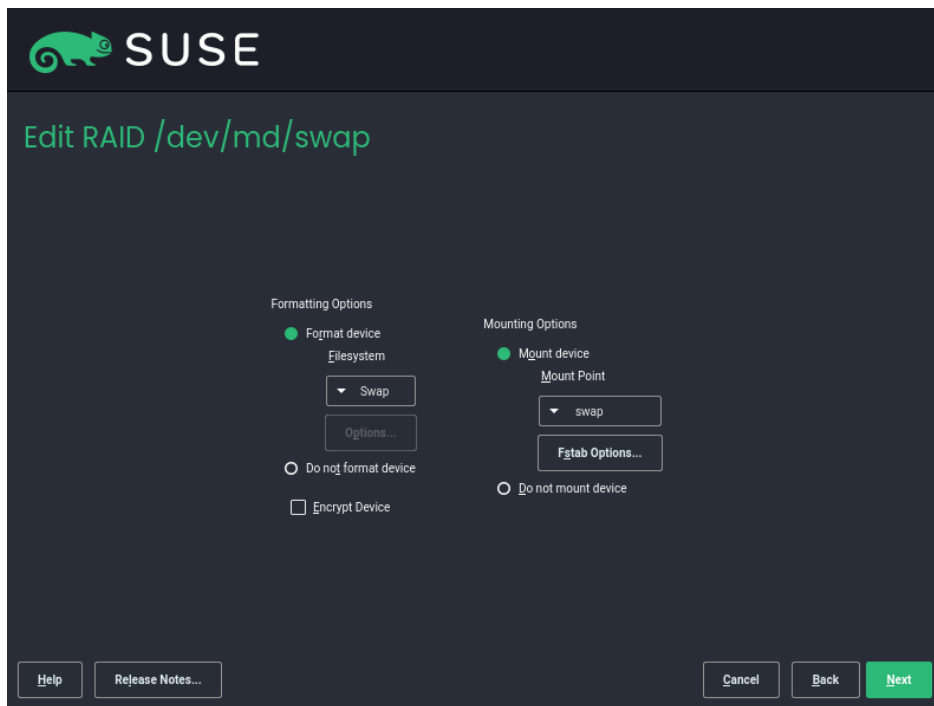 SUSE
Edit RAID /dev/md/swap
Formatting Options
Format device
Filesystem
Swap
Options...
Do not format device
Encrypt Device
Mounting Options
Mount device
Mount Point
swap
Fstab Options...
Do not mount device
Help
Release Notes...
Cancel
Back
Next